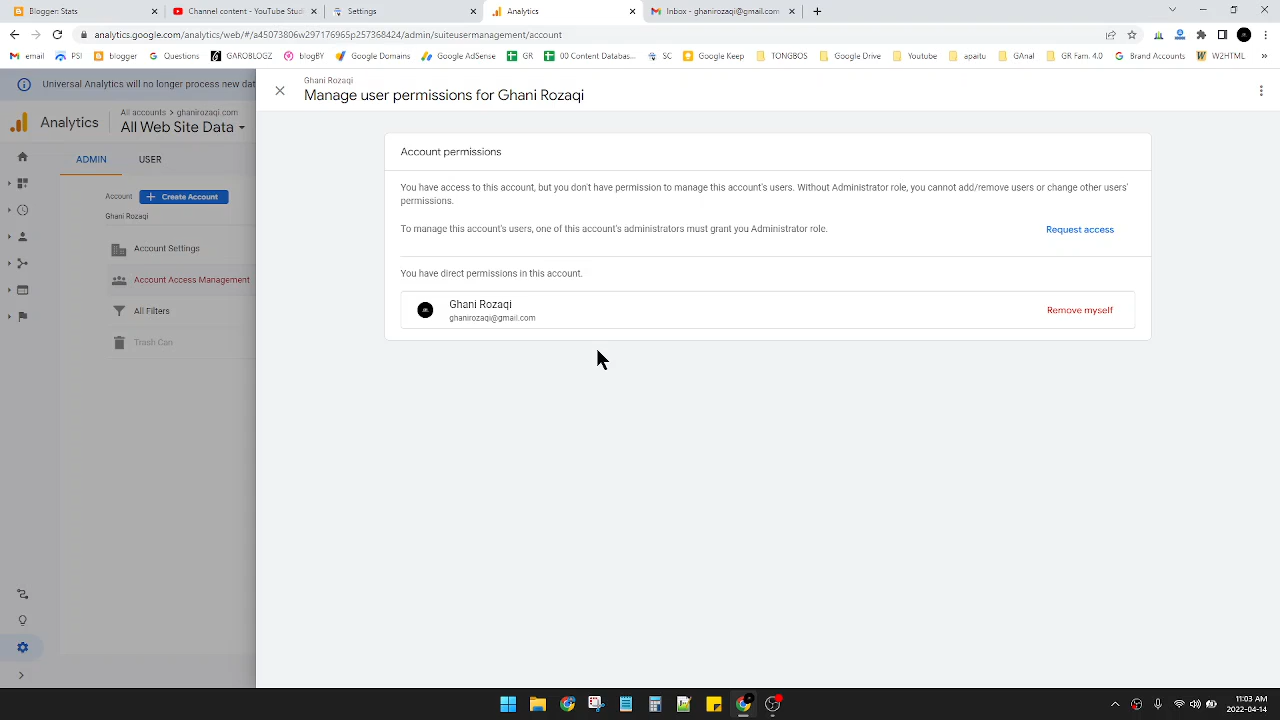 Blogger Stats
Channel content - YouTube Stud
Settings
Analytics
Inbox - ghanirozaqi@gmail.com
analytics.google.com/analytics/web/#/a45073806w297176965p257368424/admin/suiteusermanagement/account
email
PSI
blogger
Questions
GAROBLOGZ
blogBY
Google Domains
Google AdSense
GR
00 Content Databas...
SC
Google Keep
TONGBOS
Google Drive
Youtube
apaitu
GAnal
GR Fam. 4.0
Brand Accounts
W2HTML
»
Universal Analytics will no longer process new dat
Analytics
All accounts > ghanirozaqi.com
All Web Site Data
ADMIN
USER
Account
Create Account
Ghani Rozaqi
Account Settings
Account Access Management
All Filters
Trash Can
Ghani Rozaqi
Manage user permissions for Ghani Rozaqi
Account permissions
You have access to this account, but you don't have permission to manage this account's users. Without Administrator role, you cannot add/remove users or change other users'
permissions.
To manage this account's users, one of this account's administrators must grant you Administrator role.
Request access
You have direct permissions in this account.
Ghani Rozaqi
ghanirozaqi@gmail.com
Remove myself
11:03 AM
2022-04-14